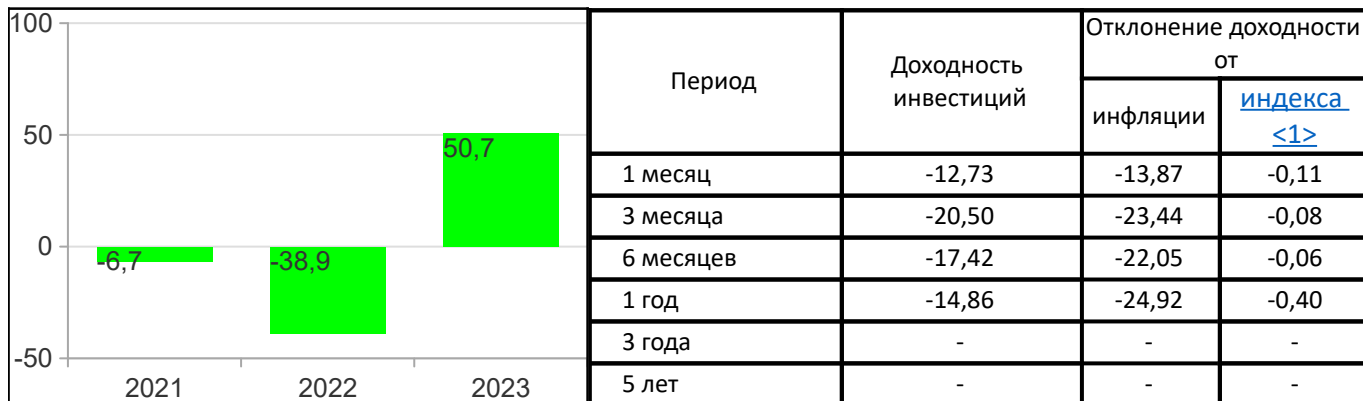 100
50
0
-50
-6,7
-38,9
50,7
2021 2022 2023
Период
Доходность
инвестиций
Отклонение доходности
от
инфляции
индекса
<1>
1 месяц -12,73 -13,87 -0,11
3 месяца -20,50 -23,44 -0,08
6 месяцев -17,42 -22,05 -0,06
1 год -14,86 -24,92 -0,40
3 года - - -
5 лет - - -